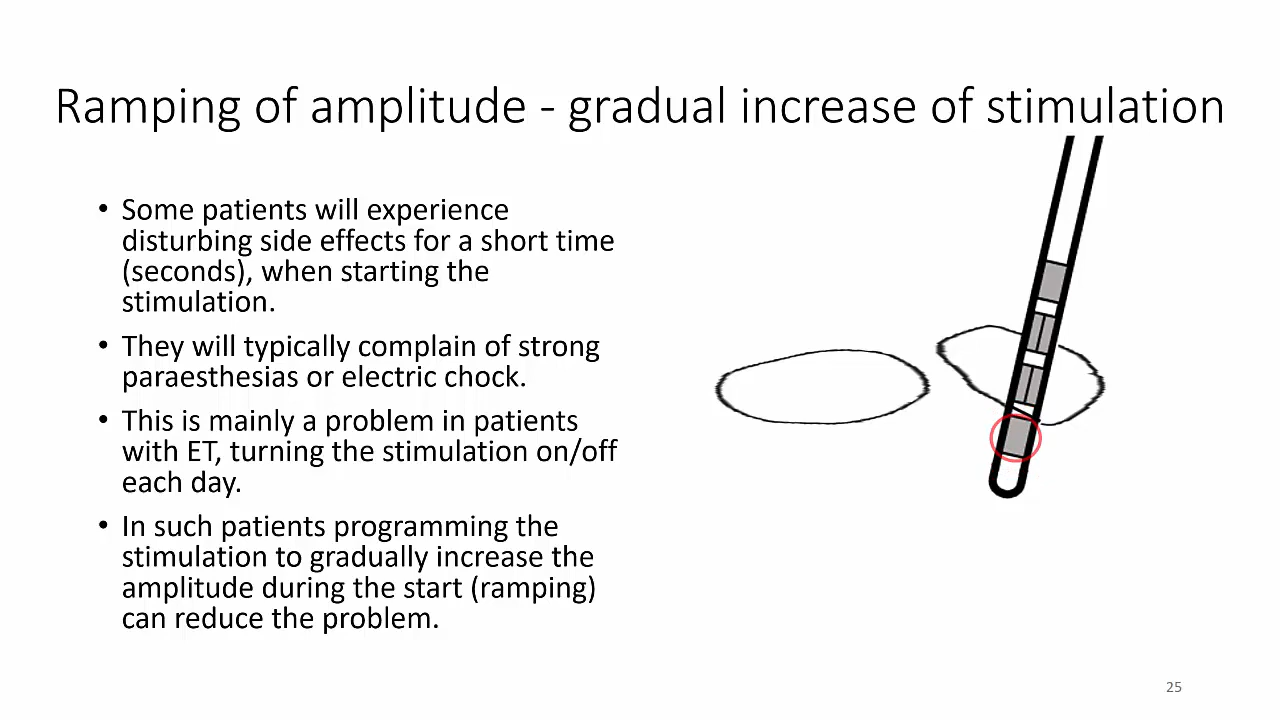 Ramping of amplitude - gradual increase of stimulation
• Some patients will experience
disturbing side effects for a short time
(seconds), when starting the
stimulation.
• They will typically complain of strong
paraesthesias or electric chock.
• This is mainly a problem in patients
with ET, turning the stimulation on/off
each day.
• In such patients programming the
stimulation to gradually increase the
amplitude during the start (ramping)
can reduce the problem.
25